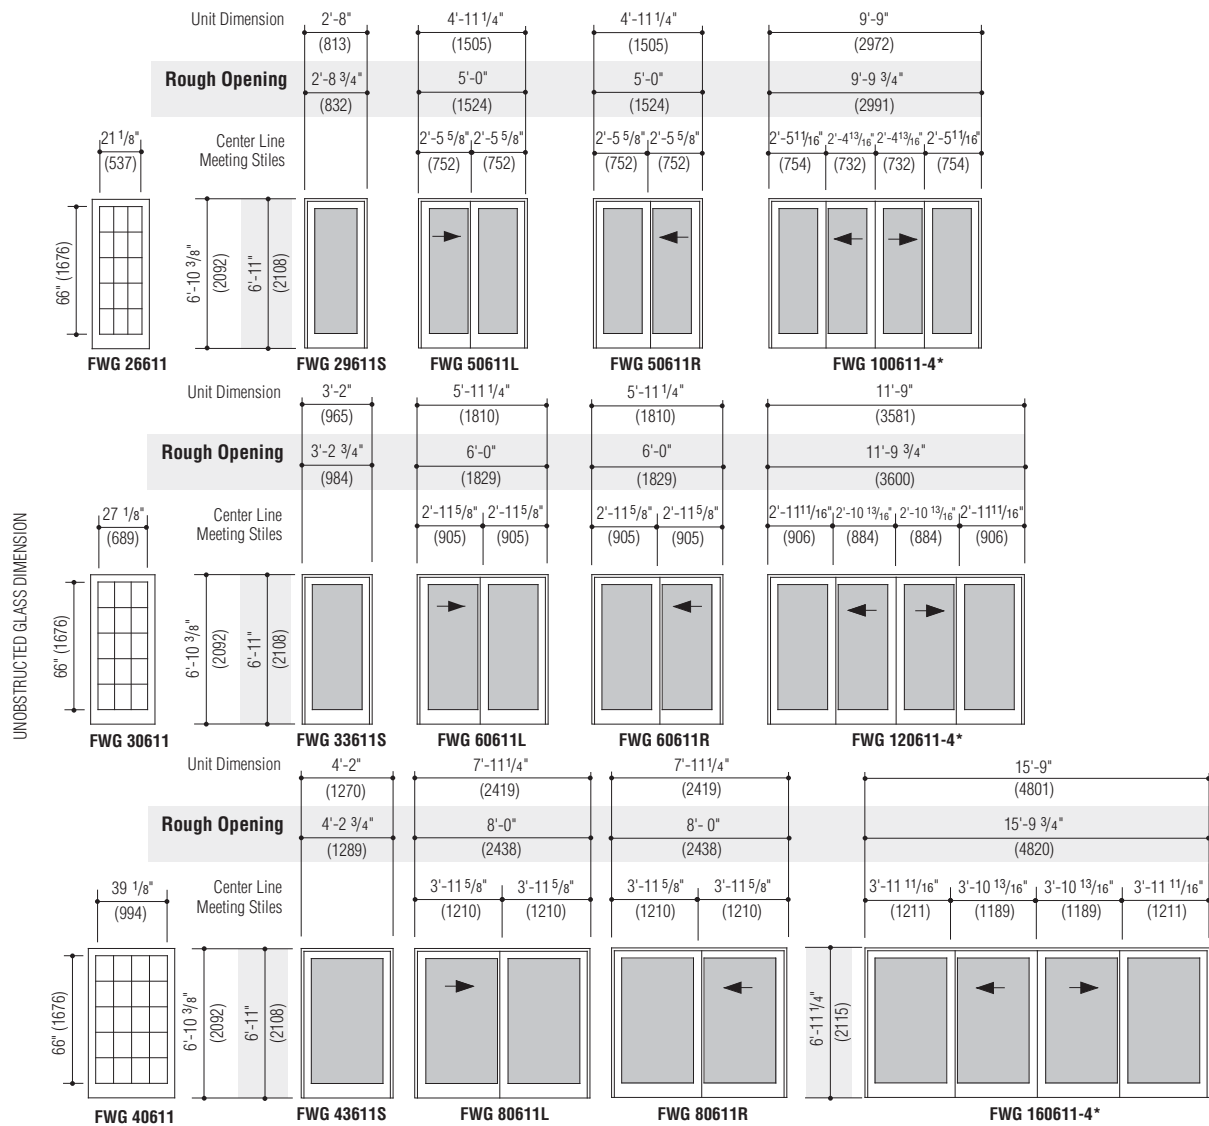 Unit Dimension 2'-8" 4'-11 1/4" 4'-11 1/4" 9'-9"
(813) (1505) (1505) (2972)
Rough Opening 2'-8 3/4" 5'-0" 5'-0" 9'-9 3/4"
(832) (1524) (1524) (2991)
21 1/8" Center Line 2'-5 5/8" 2'-5 5/8" 2'-5 5/8" 2'-5 5/8" 2'-5 11/16" 2'-4 13/16" 2'-4 13/16" 2'-5 11/16"
(537) Meeting Stiles (752) (752) (752) (752) (754) (732) (732) (754)
66" (1676) 6'-10 3/8" (2092) 6'-11" (2108)
FWG 26611 FWG 29611S FWG 50611L FWG 50611R FWG 100611-4*
Unit Dimension 3'-2" 5'-11 1/4" 5'-11 1/4" 11'-9"
(965) (1810) (1810) (3581)
Rough Opening 3'-2 3/4" 6'-0" 6'-0" 11'-9 3/4"
(984) (1829) (1829) (3600)
27 1/8" Center Line 2'-11 5/8" 2'-11 5/8" 2'-11 5/8" 2'-11 5/8" 2'-11 11/16" 2'-10 13/16" 2'-10 13/16" 2'-11 11/16"
(689) Meeting Stiles (905) (905) (905) (905) (906) (884) (884) (906)
UNOBSTRUCTED GLASS DIMENSION
66" (1676) 6'-10 3/8" (2092) 6'-11" (2108)
FWG 30611 FWG 33611S FWG 60611L FWG 60611R FWG 120611-4*
Unit Dimension 4'-2" 7'-11 1/4" 7'-11 1/4" 15'-9"
(1270) (2419) (2419) (4801)
Rough Opening 4'-2 3/4" 8'-0" 8'- 0" 15'-9 3/4"
(1289) (2438) (2438) (4820)
39 1/8" Center Line 3'-11 5/8" 3'-11 5/8" 3'-11 5/8" 3'-11 5/8" 3'-11 11/16" 3'-10 13/16" 3'-10 13/16" 3'-11 11/16"
(994) Meeting Stiles (1210) (1210) (1210) (1210) (1211) (1189) (1189) (1211)
66" (1676) 6'-10 3/8" (2092) 6'-11" (2108) 6'-11 1/4" (2115)
FWG 40611 FWG 43611S FWG 80611L FWG 80611R FWG 160611-4*